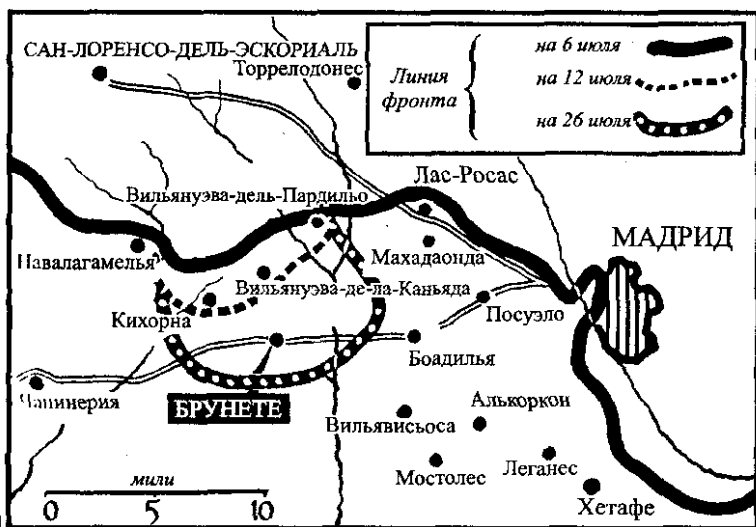 САН-ЛОРЕНСО-ДЕЛЬ-ЭСКОРИАЛЬ
Торрелодонес
Линия
фронта
на 6 июля
на 12 июля
на 26 июля
Вильянуэва-дель-Пардильо
Лас-Росас
МАДРИД
Навалагамелья
Махадаонда
Вильянуэва-де-ла-Каньяда
Кихорна
Посуэло
Боадилья
Чапинерия
БРУНЕТЕ
Вильявисьоса
Алькоркон
Мостолес
Леганес
Хетафе
мили
0 5 10